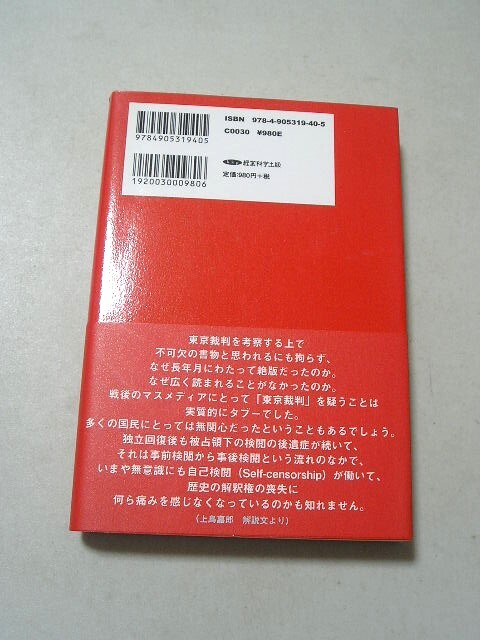 ISBN 978-4-905319-40-5
C0030 ¥980E
9784905319405
経営科学出版
定価:980円+税
1920030009806
東京裁判を考察する上で
不可欠の書物と思われるにも拘らず、
なぜ長年月にわたって絶版だったのか。
なぜ広く読まれることがなかったのか。
戦後のマスメディアにとって「東京裁判」を疑うことは
実質的にタブーでした。
多くの国民にとっては無関心だったということもあるでしょう。
独立回復後も被占領下の検閲の後遺症が続いて、
それは事前検閲から事後検閲という流れのなかで、
いまや無意識にも自己検閲(Self-censorship)が働いて、
歴史の解釈権の喪失に
何ら痛みを感じなくなっているのかも知れません。
(上島嘉郎 解説文より)